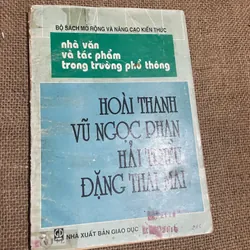 BỘ SÁCH MỞ RỘNG VÀ NÂNG CAO KIẾN THỨC
nhà văn
và tác phẩm
trong trường phổ thông
HOÀI THANH
VŨ NGỌC PHAN
HẢI
ĐẶNG THAI MAI
NHÀ XUẤT BẢN GIÁO DỤC